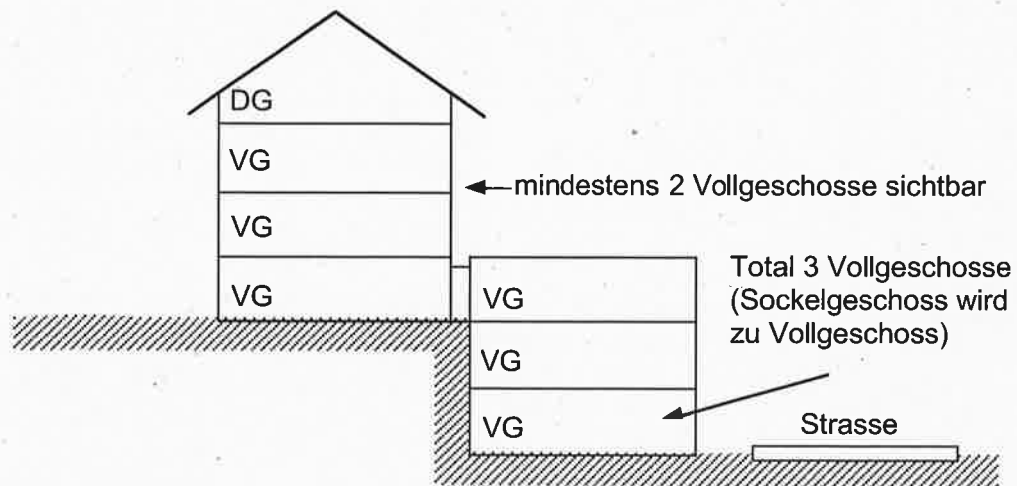 DG
VG
mindestens 2 Vollgeschosse sichtbar
VG
VG
VG
Total 3 Vollgeschosse
(Sockelgeschoss wird
zu Vollgeschoss)
VG
VG
Strasse